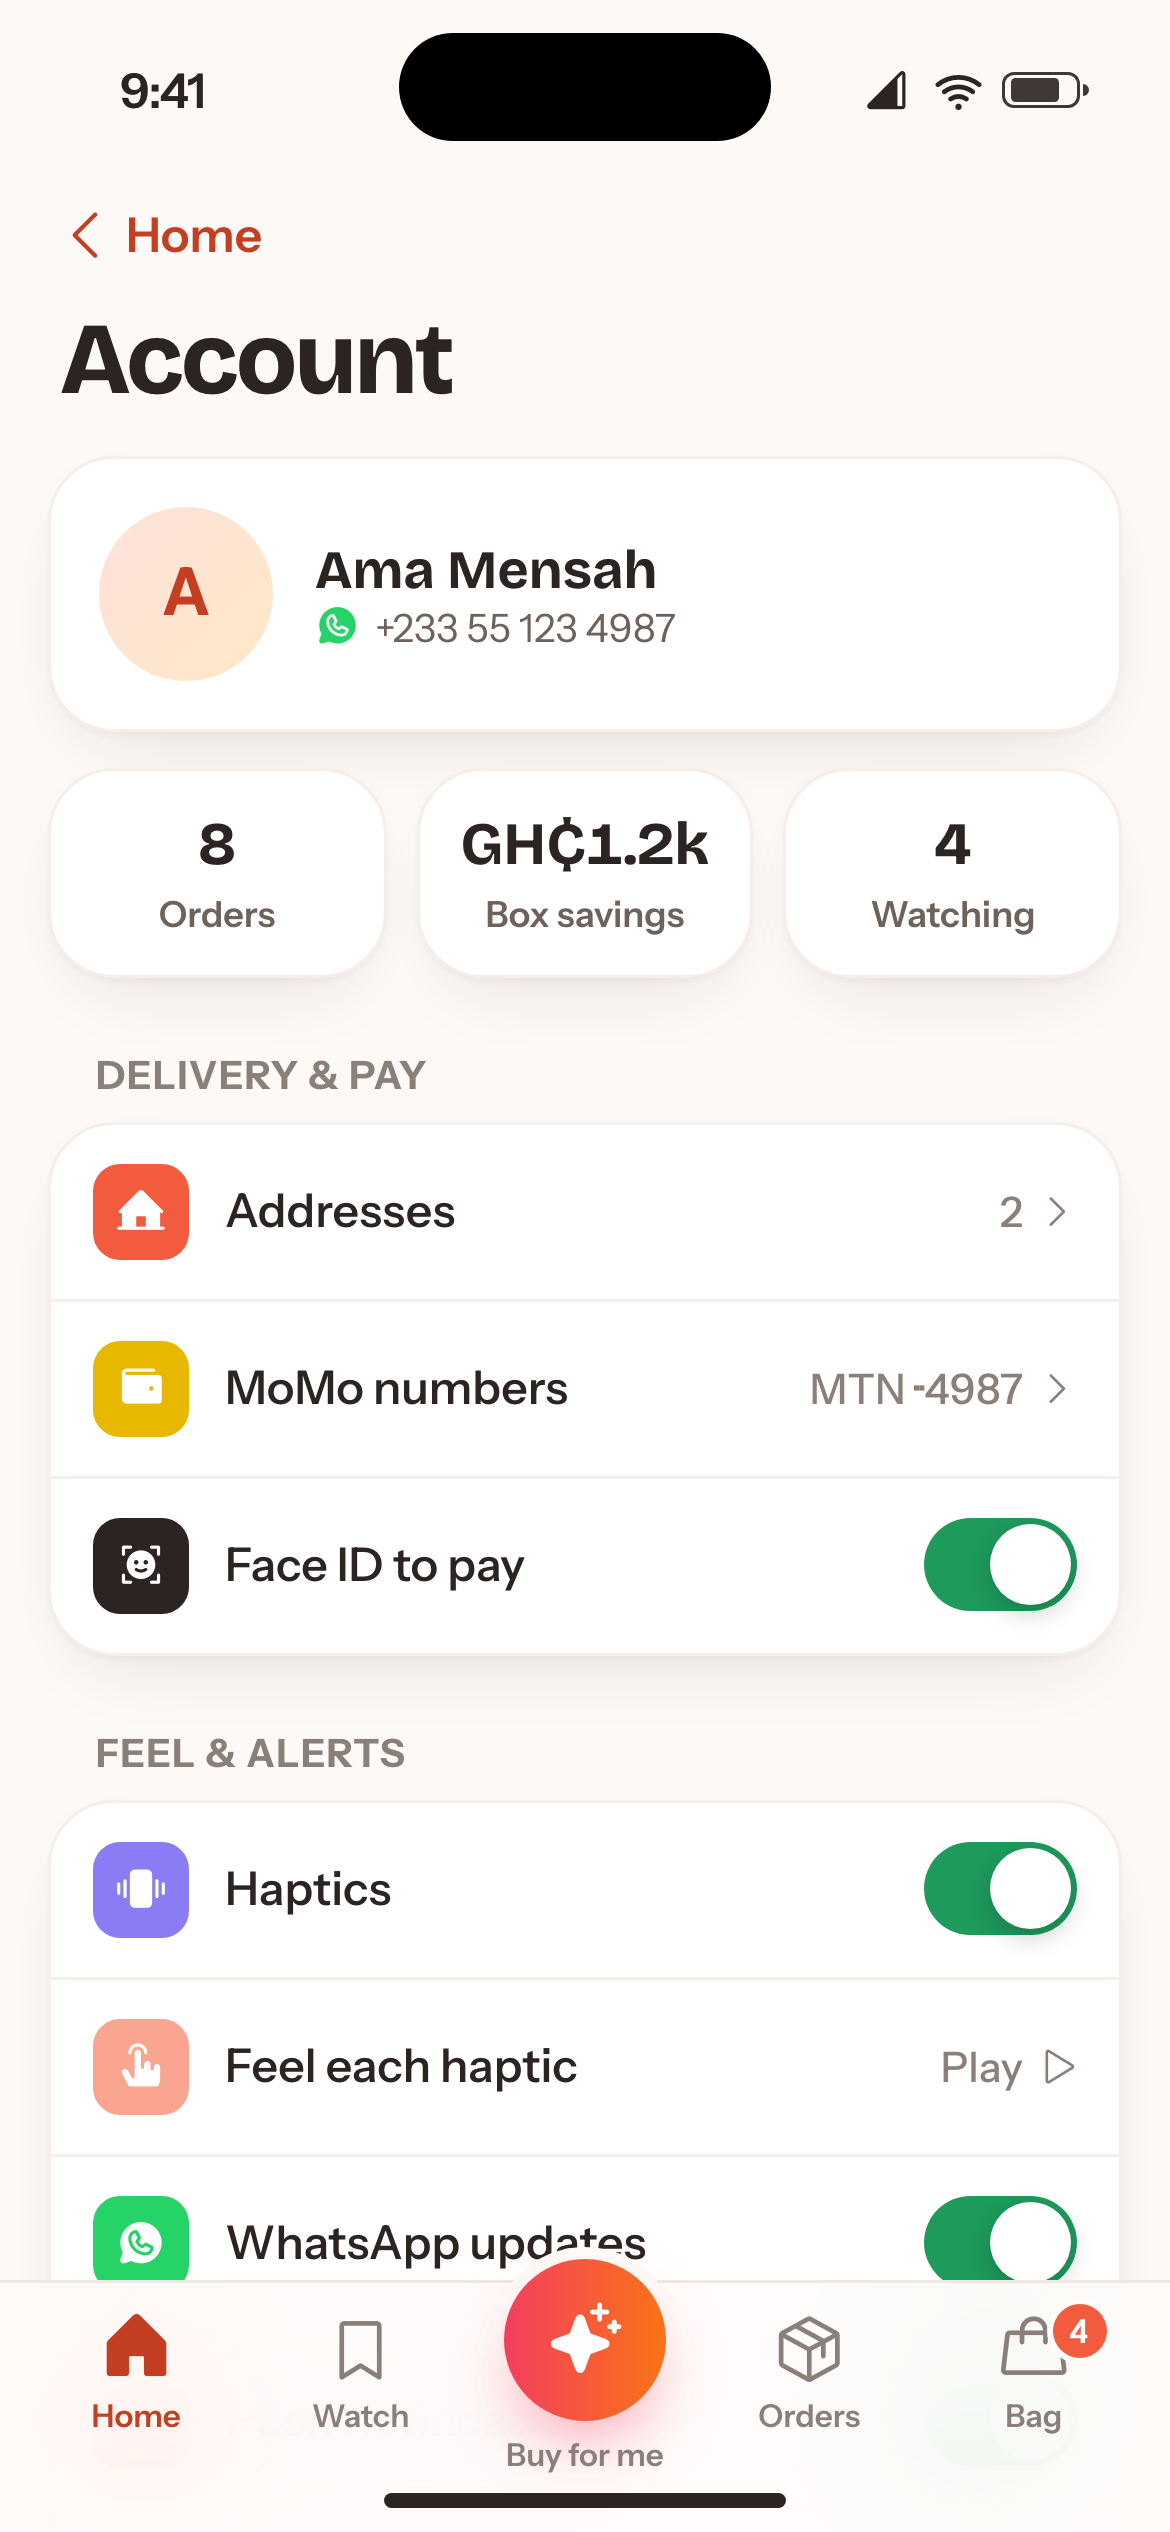 9:41
Home
Account
A
Ama Mensah
+233 55 123 4987
8
Orders
GH₵1.2k
Box savings
4
Watching
DELIVERY & PAY
Addresses
2
MoMo numbers
MTN ··4987
Face ID to pay
FEEL & ALERTS
Haptics
Feel each haptic
Play
WhatsApp updates
4
Home
Watch
Buy for me
Orders
Bag